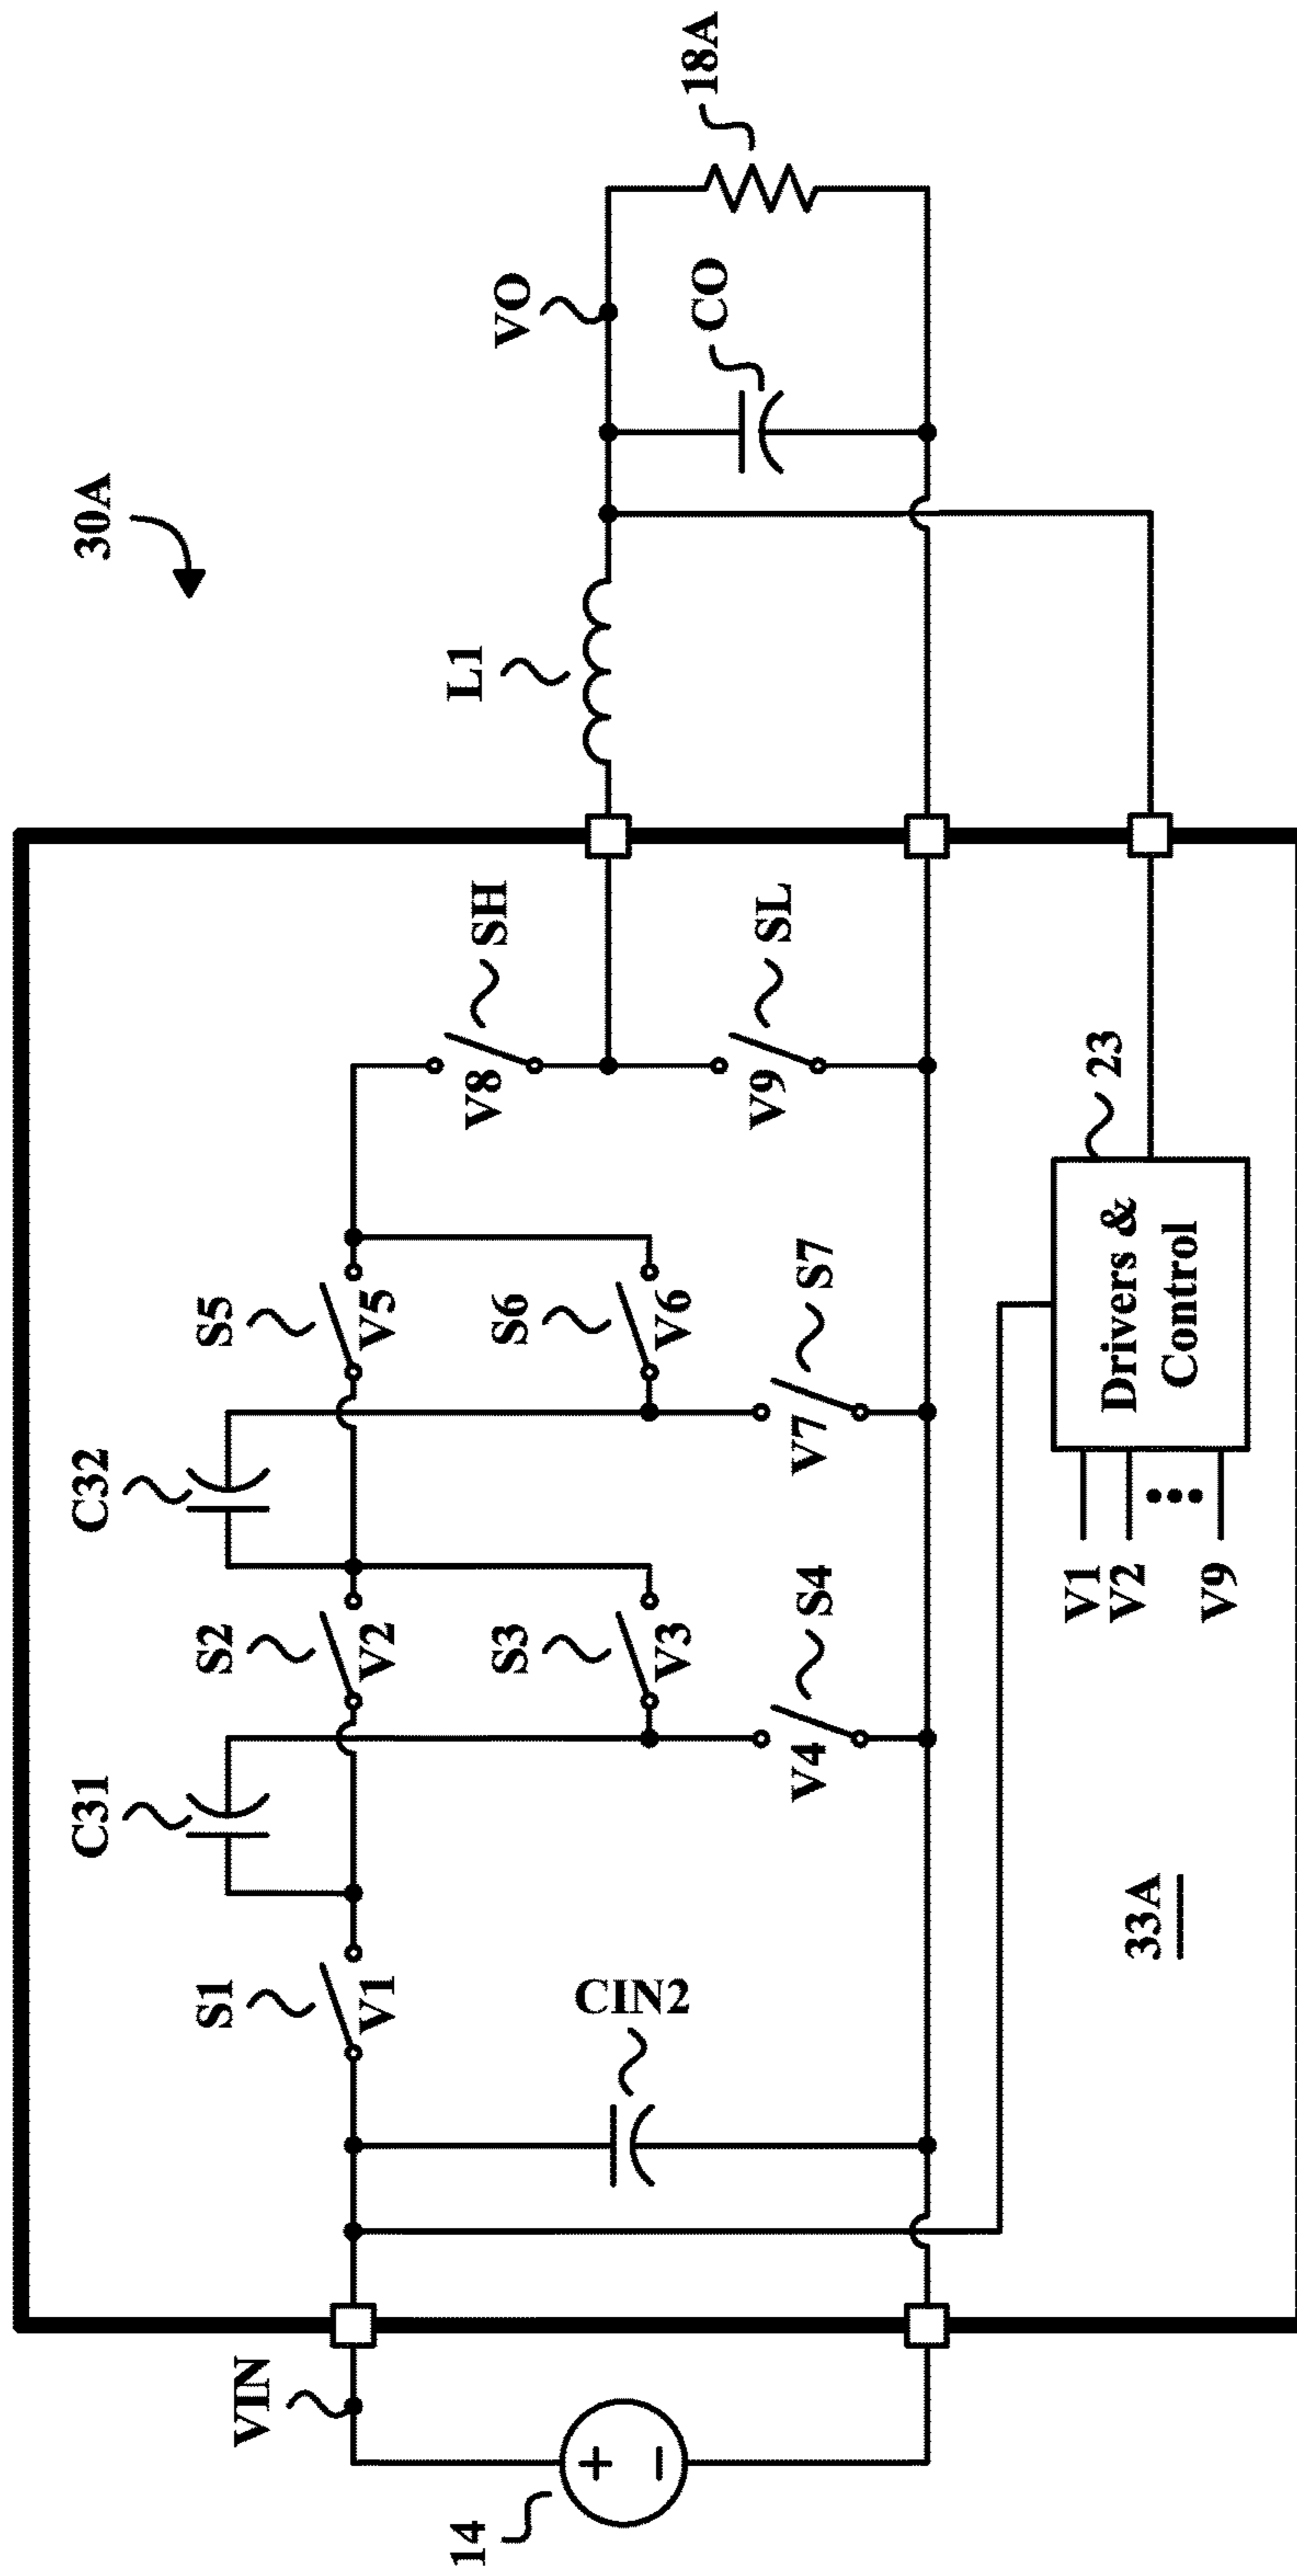 30A
C31
C32
S1
S2
S5
VIN
V1
V2
V5
L1
VO
14
S3
S6
SH
V8
CIN2
V3
V6
18A
CO
V4
S4
V7
S7
V9
SL
33A
V1
V2
V9
Drivers &
Control
23